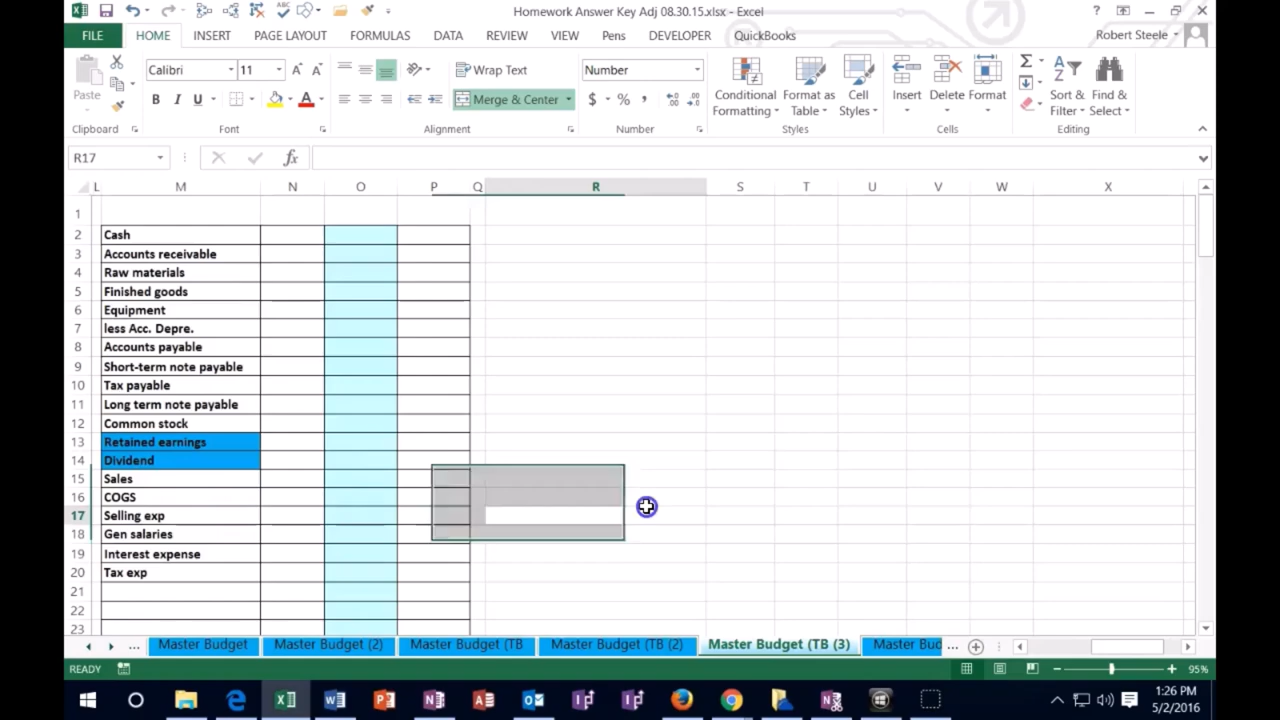 Homework Answer Key Adj 08.30.15.xlsx - Excel
?
FILE HOME INSERT PAGE LAYOUT FORMULAS DATA REVIEW VIEW Pens DEVELOPER QuickBooks Robert Steele
Paste
Calibri 11
B I U A
Wrap Text
Merge & Center
Number
$ % ,
Conditional Formatting
Format as Table
Cell Styles
Insert Delete Format
Sort & Filter
Find & Select
Clipboard Font Alignment Number Styles Cells Editing
R17 fx
L M N O P Q R S T U V W X
1
2 Cash
3 Accounts receivable
4 Raw materials
5 Finished goods
6 Equipment
7 less Acc. Depre.
8 Accounts payable
9 Short-term note payable
10 Tax payable
11 Long term note payable
12 Common stock
13 Retained earnings
14 Dividend
15 Sales
16 COGS
17 Selling exp
18 Gen salaries
19 Interest expense
20 Tax exp
21
22
23
... Master Budget Master Budget (2) Master Budget (TB Master Budget (TB (2) Master Budget (TB (3) Master Bud ...
READY 95%
1:26 PM
5/2/2016